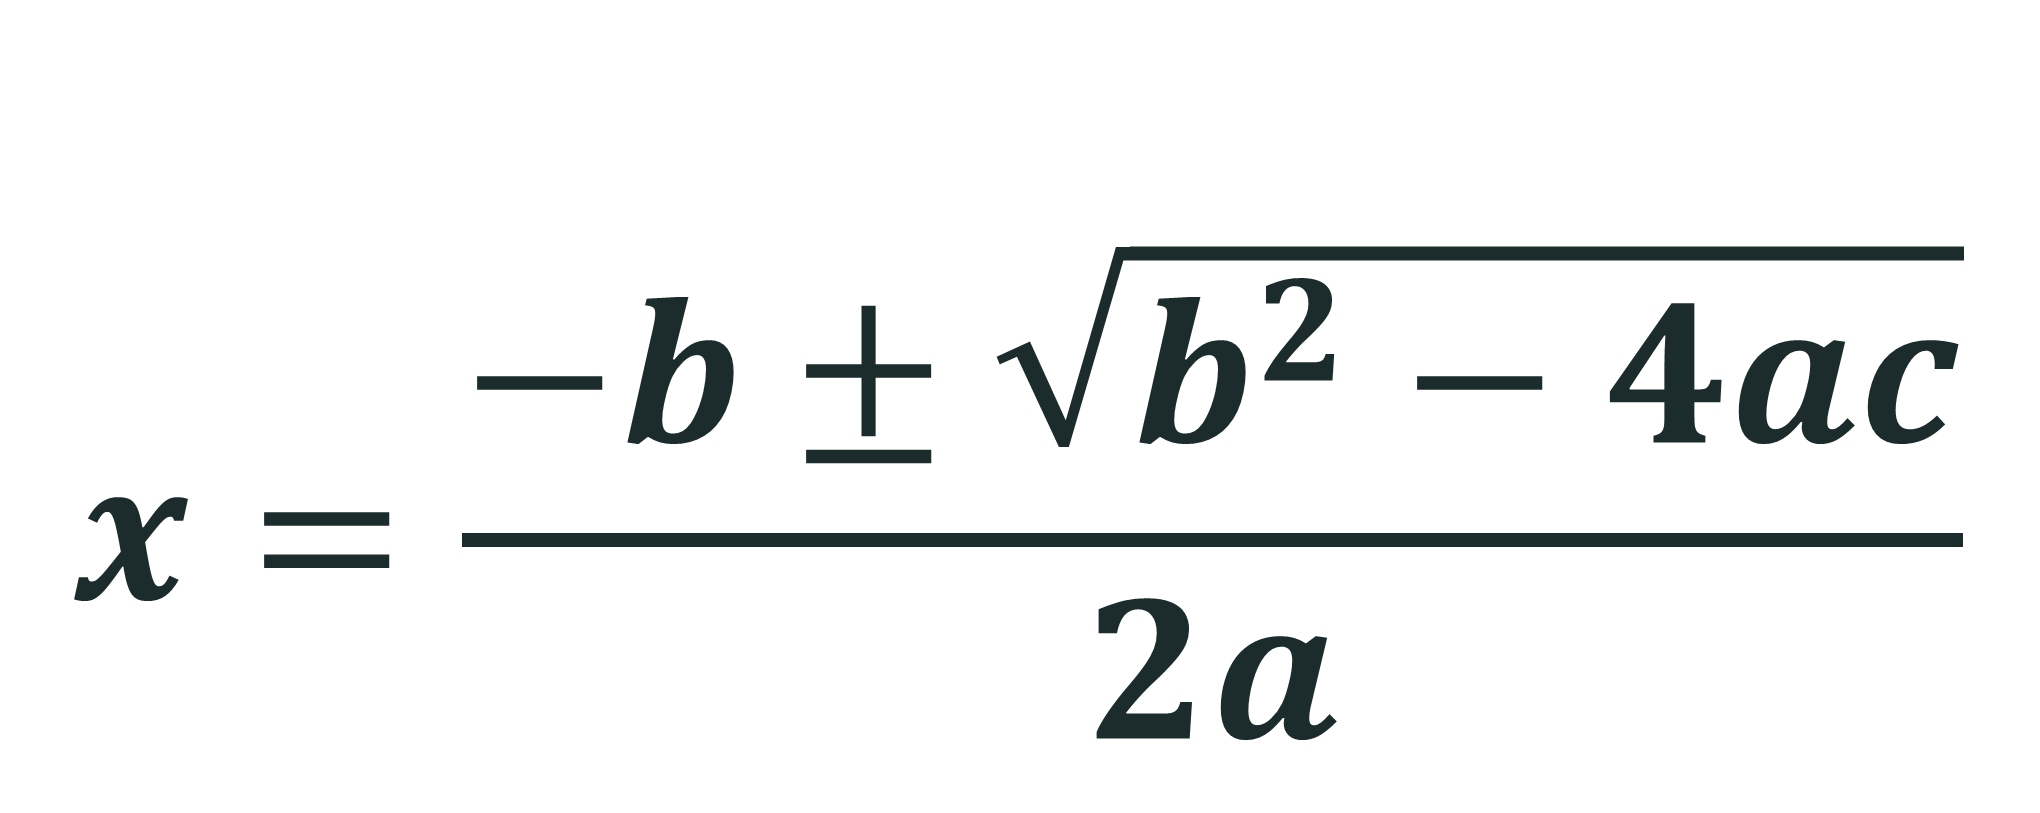 x = −b ± √b² − 4ac
2a